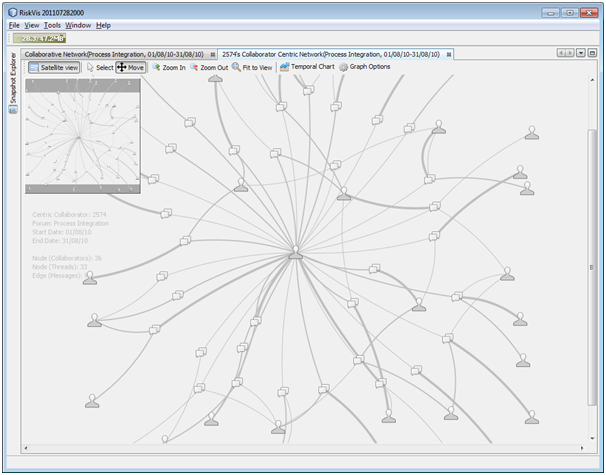 RiskVis 201107282000
File View Tools Window Help
Snapshot Explorer
Collaborative Network(Process Integration, 01/08/10-31/08/10)
2574's Collaborator Centric Network(Process Integration, 01/08/10-31/08/10)
Satellite view Select Move Zoom In Zoom Out Fit to View Temporal Chart Graph Options
Centric Collaborator: 2574
Forum: Process Integration
Start Date: 01/08/10
End Date: 31/08/10
Node (Collaborators): 36
Node (Threads): 33
Edge (Messages):